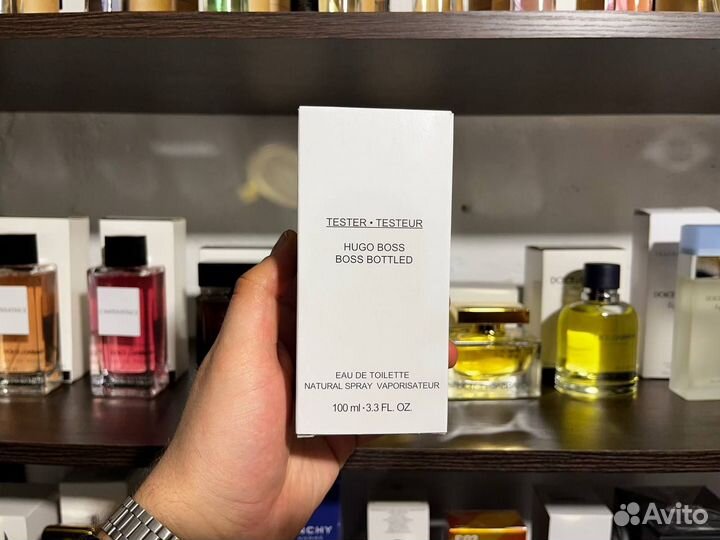 TESTER • TESTEUR
HUGO BOSS
BOSS BOTTLED
EAU DE TOILETTE
NATURAL SPRAY VAPORISATEUR
100 ml • 3.3 FL. OZ.
Avito